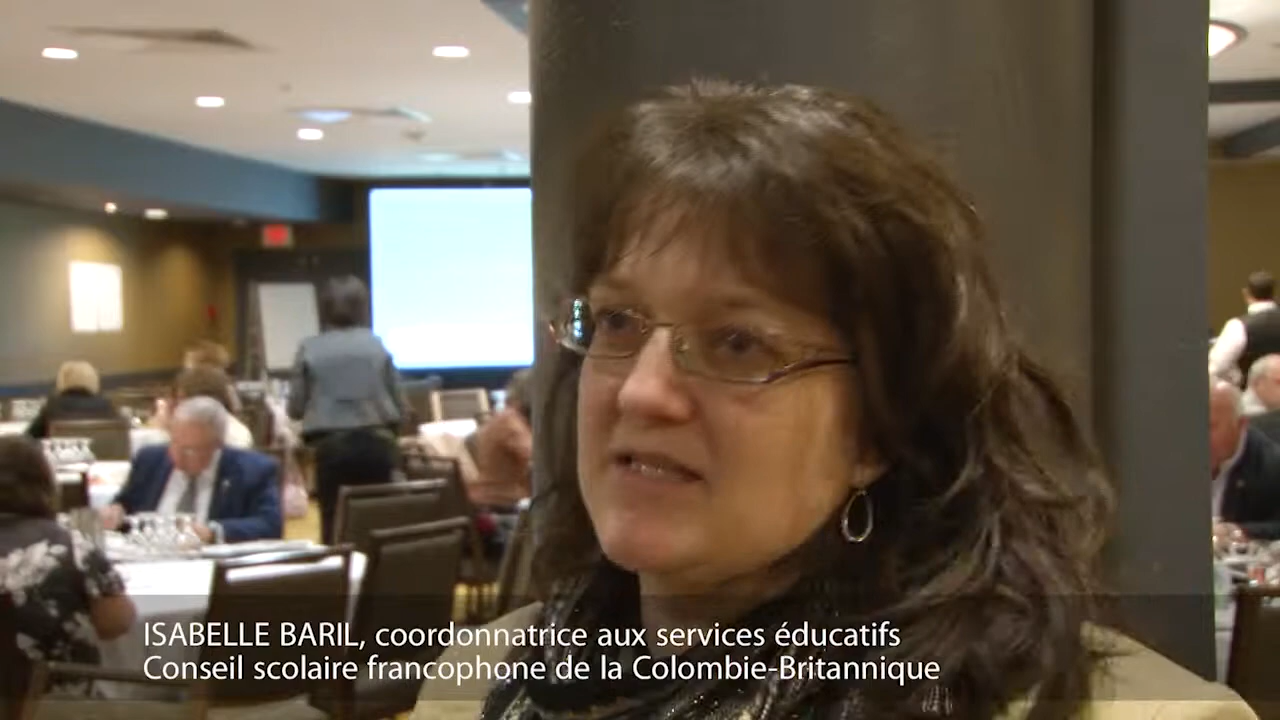 ISABELLE BARIL, coordonnatrice aux services éducatifs
Conseil scolaire francophone de la Colombie-Britannique